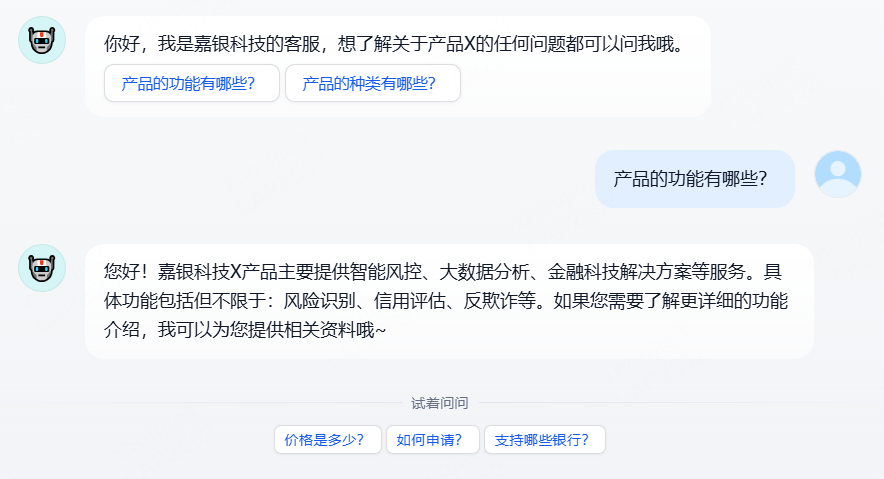 你好，我是嘉银科技的客服，想了解关于产品X的任何问题都可以问我哦。
产品的功能有哪些？ 产品的种类有哪些？
产品的功能有哪些？
您好！嘉银科技X产品主要提供智能风控、大数据分析、金融科技解决方案等服务。具
体功能包括但不限于：风险识别、信用评估、反欺诈等。如果您需要了解更详细的功能
介绍，我可以为您提供相关资料哦~
试着问问
价格是多少？ 如何申请？ 支持哪些银行？